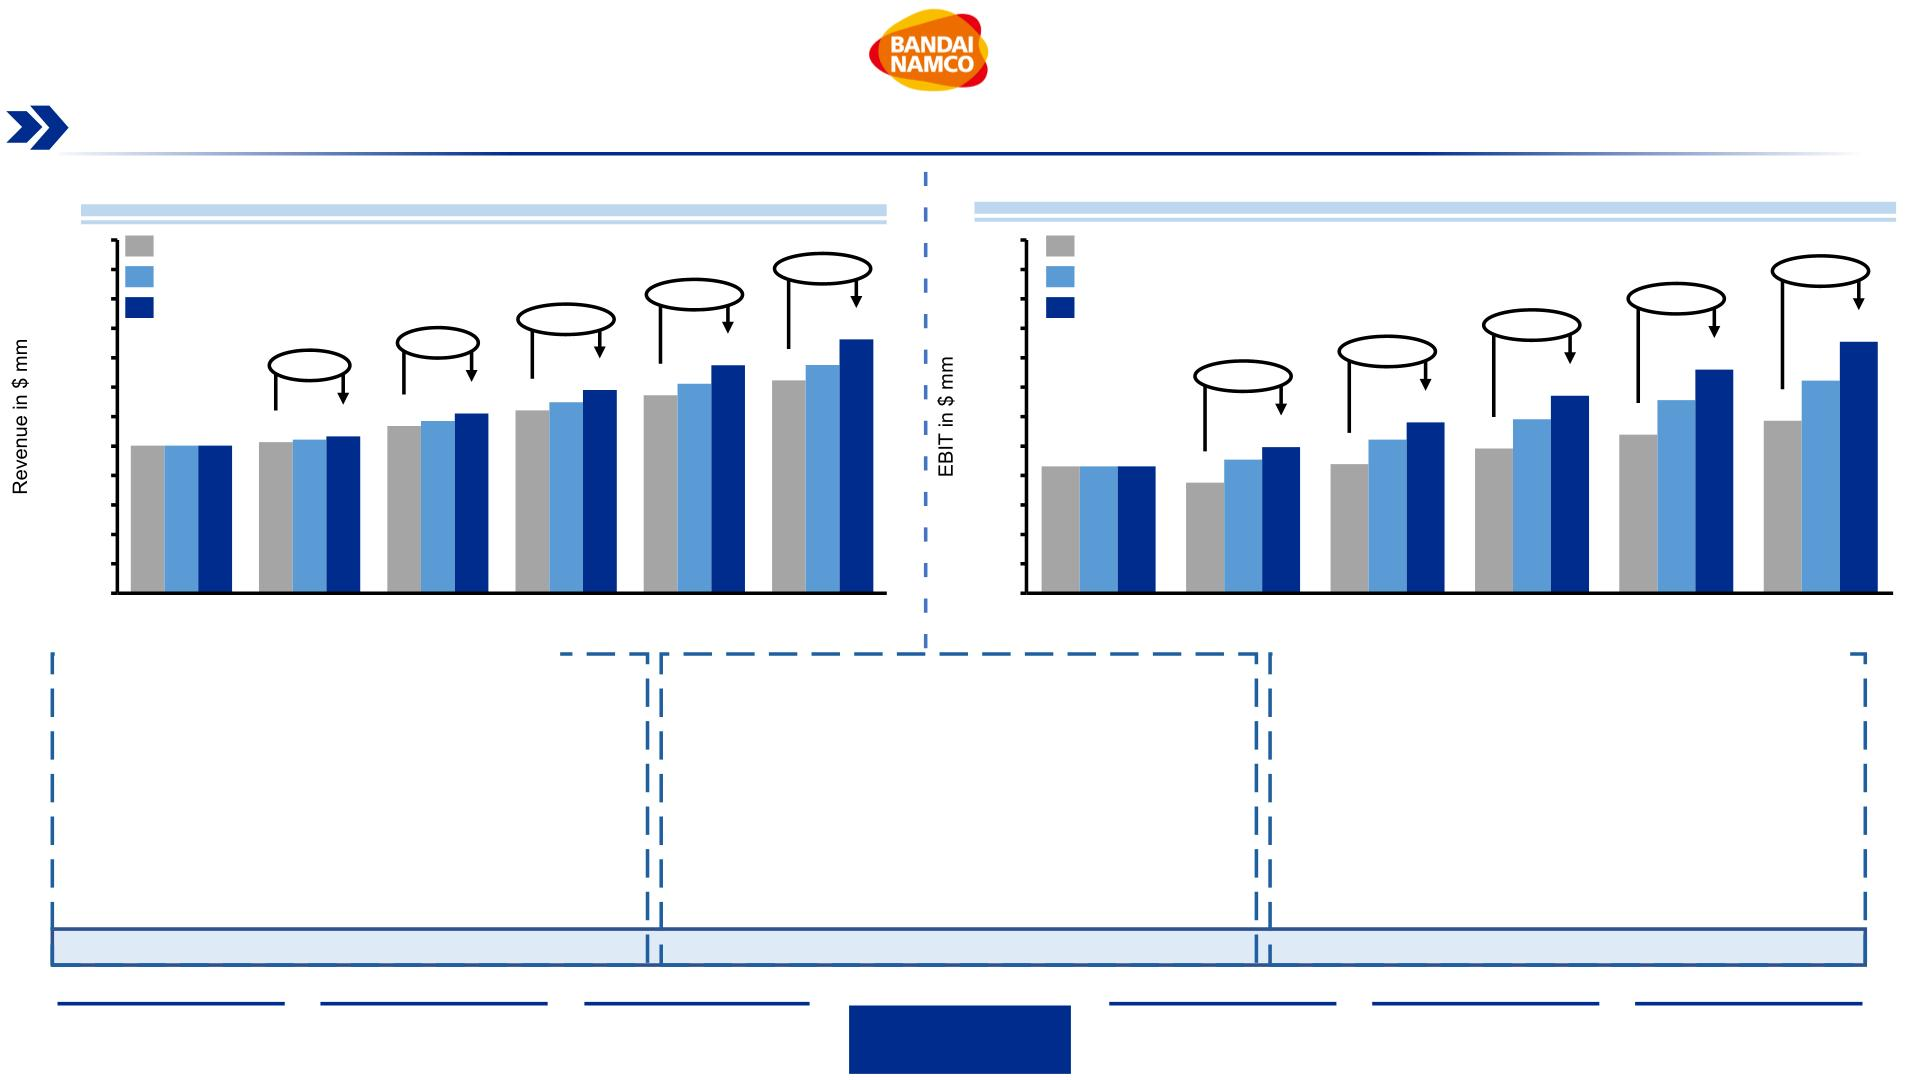 BANDAI
NAMCO
Revenue in $ mm
EBIT in $ mm